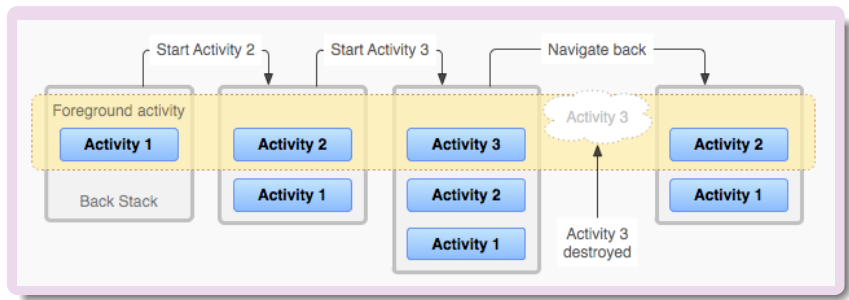 Start Activity 2
Start Activity 3
Navigate back
Foreground activity
Activity 1
Back Stack
Activity 2
Activity 1
Activity 3
Activity 2
Activity 1
Activity 3
Activity 3
destroyed
Activity 2
Activity 1